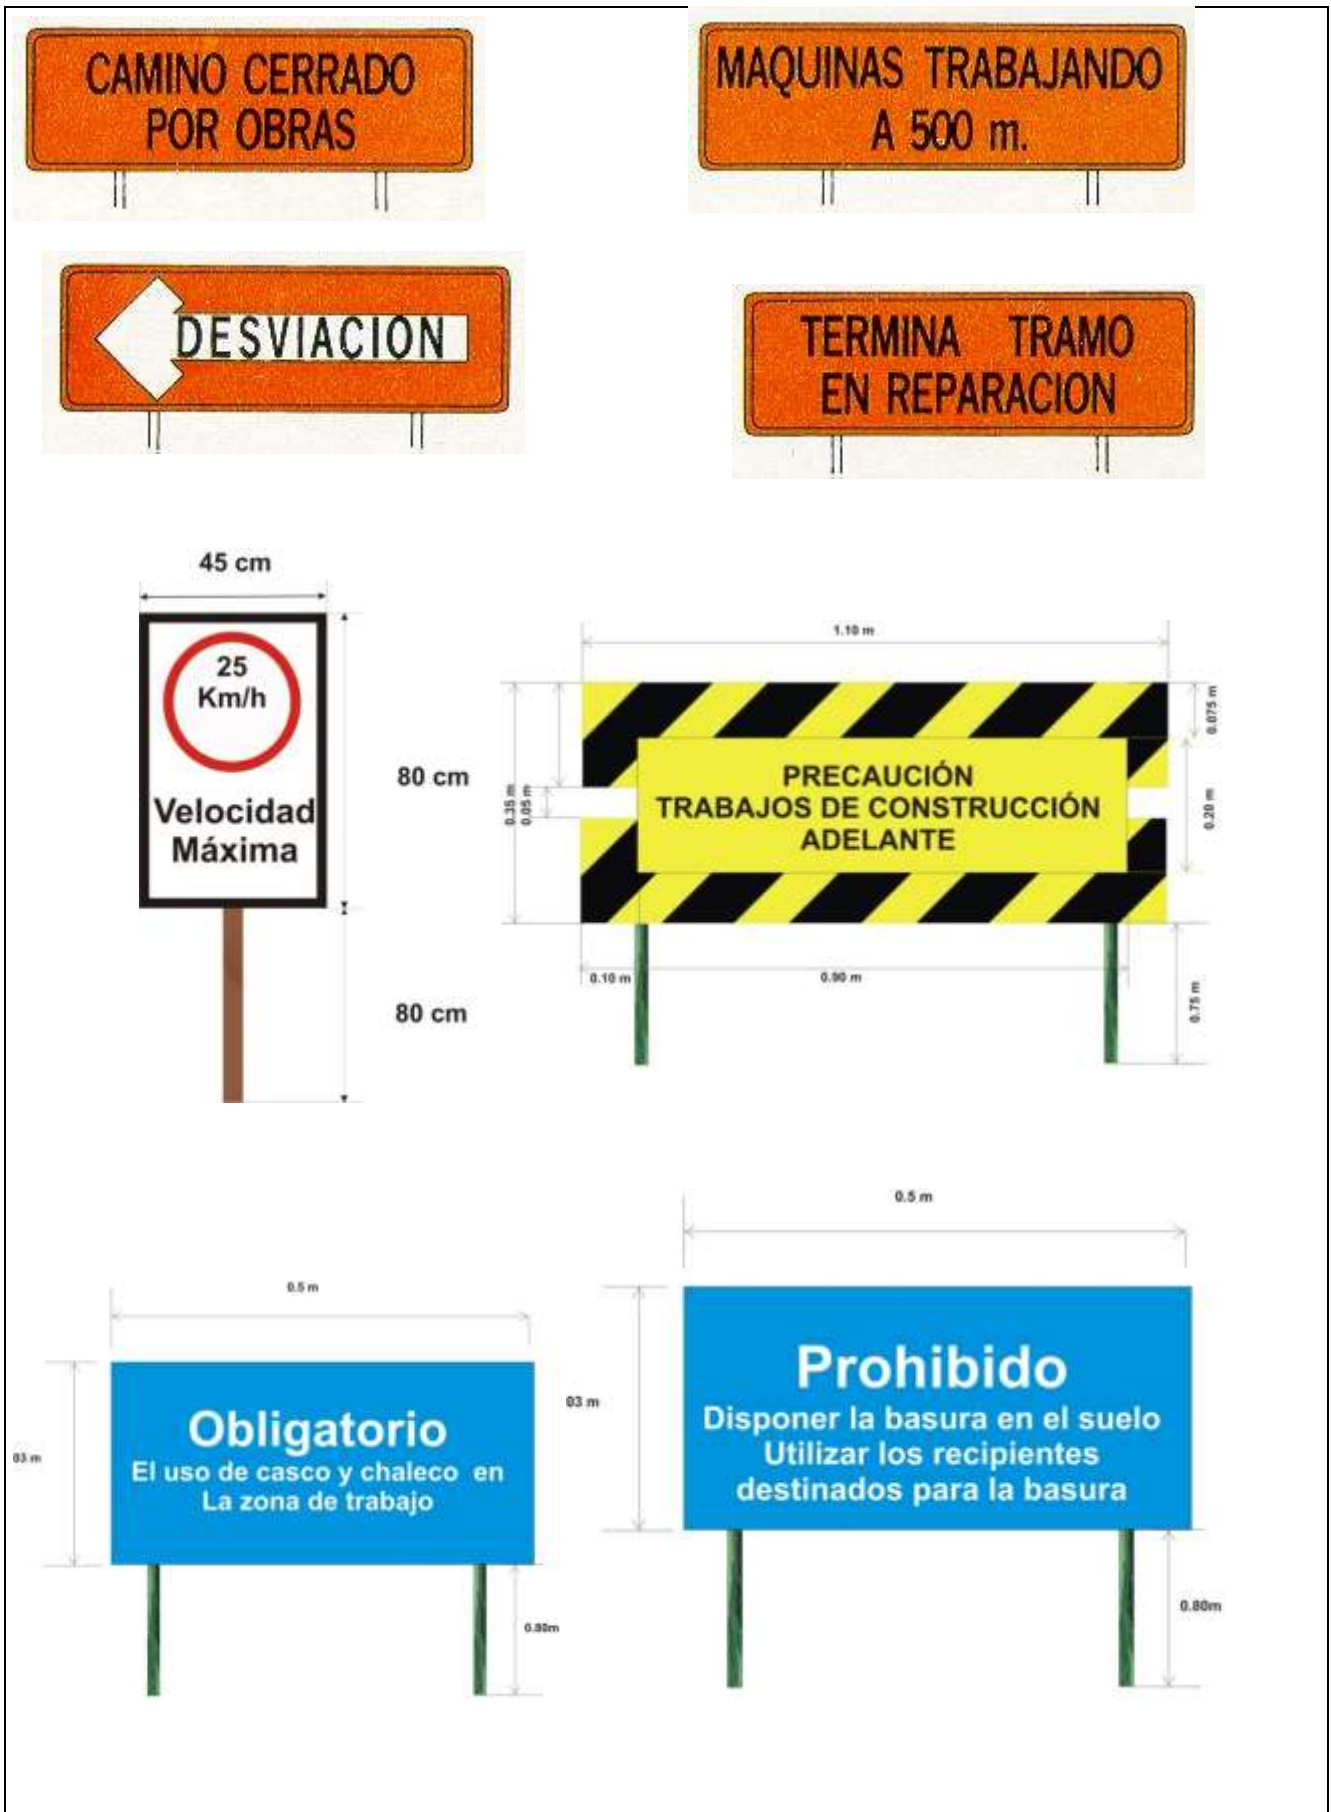 CAMINO CERRADO
POR OBRAS
MAQUINAS TRABAJANDO
A 500 m.
DESVIACION
TERMINA TRAMO
EN REPARACION
45 cm
25
Km/h
Velocidad
Máxima
80 cm
80 cm
1.10 m
0.075 m
0.35 m
0.05 m
PRECAUCIÓN
TRABAJOS DE CONSTRUCCIÓN
ADELANTE
0.20 m
0.10 m
0.90 m
0.75 m
0.5 m
03 m
Obligatorio
El uso de casco y chaleco en
La zona de trabajo
0.80m
0.5 m
03 m
Prohibido
Disponer la basura en el suelo
Utilizar los recipientes
destinados para la basura
0.80m